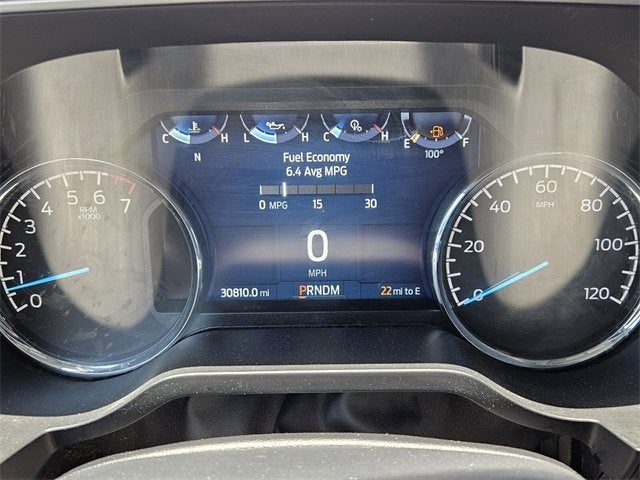 C H
L H
C H
E F
N
100°
Fuel Economy
6.4 Avg MPG
0 MPG 15 30
0
MPH
30810.0 mi
PRNDM
22 mi to E
0
1
2
3
4
5
6
7
RPM
x1000
0
20
40
60
80
100
120
MPH